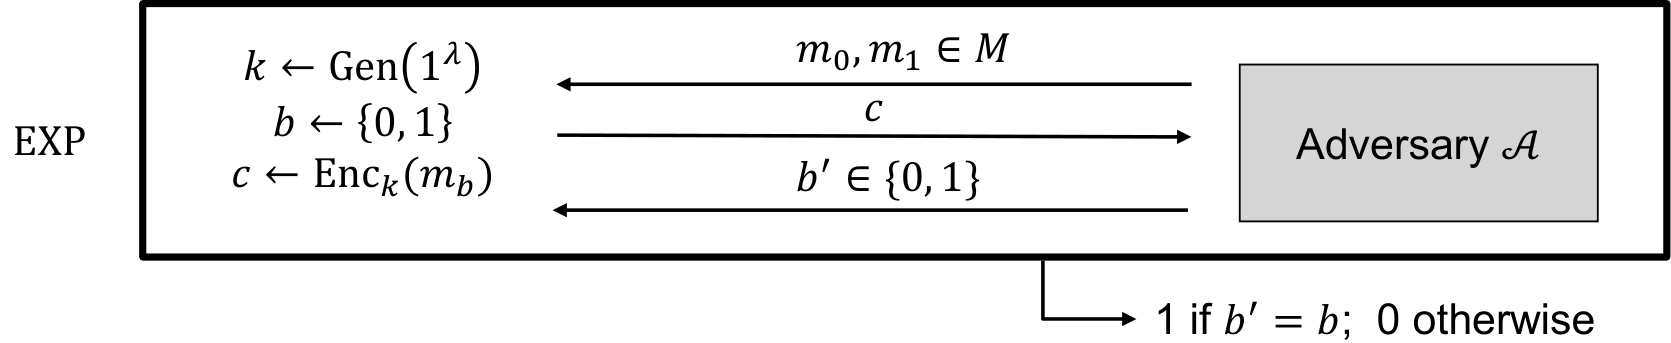 EXP
k ← Gen(1^λ)
b ← {0, 1}
c ← Enc_k(m_b)
m_0, m_1 ∈ M
c
b′ ∈ {0, 1}
Adversary 𝒜
1 if b′ = b; 0 otherwise